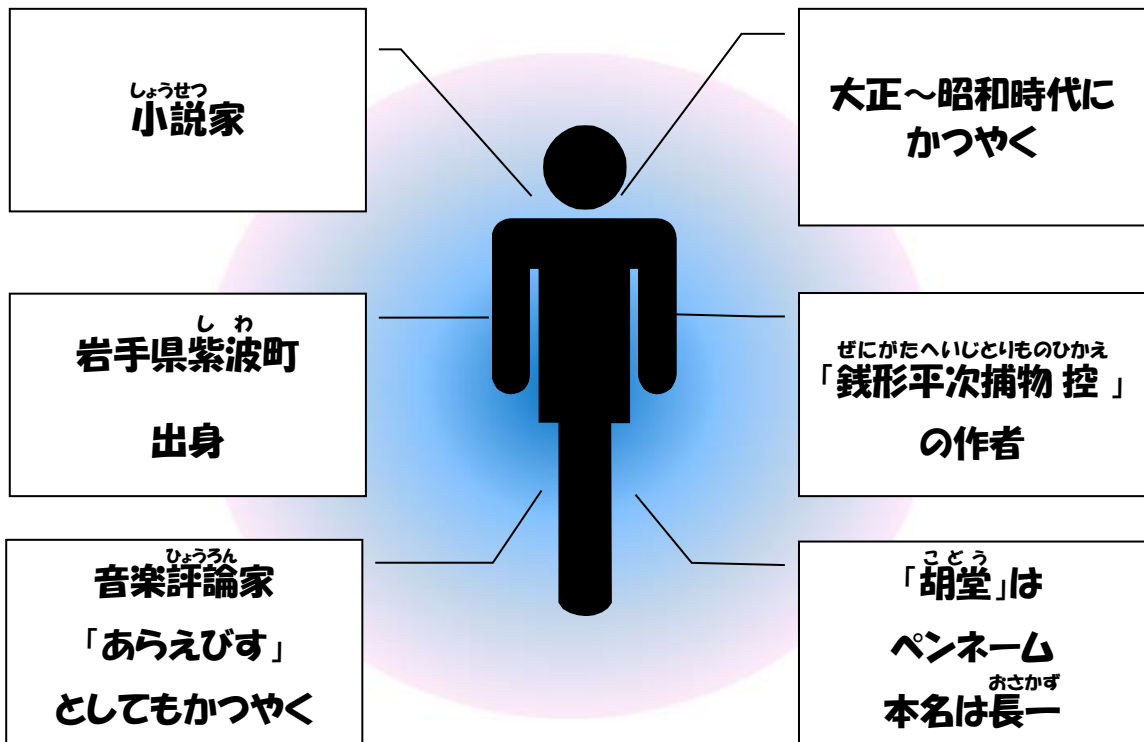 しょうせつ
小説家
大正～昭和時代に
かつやく
しわ
岩手県紫波町
出身
ぜにがたへいじとりものひかえ
「銭形平次捕物 控 」
の作者
ひょうろん
音楽評論家
「あらえびす」
としてもかつやく
こどう
「胡堂」は
ペンネーム
おさかず
本名は長一